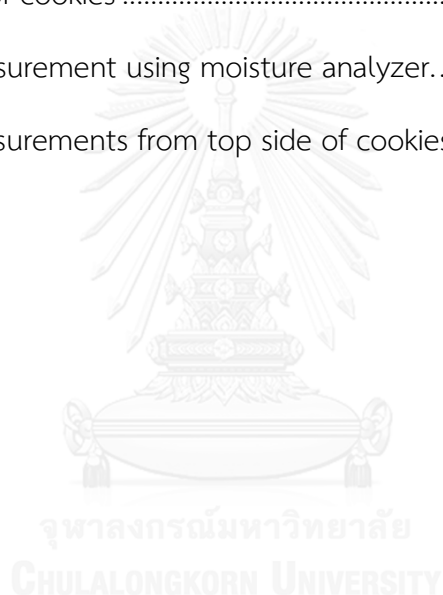 of cookies ..............................................
surement using moisture analyzer..
surements from top side of cookies
จุฬาลงกรณ์มหาวิทยาลัย
CHULALONGKORN UNIVERSITY